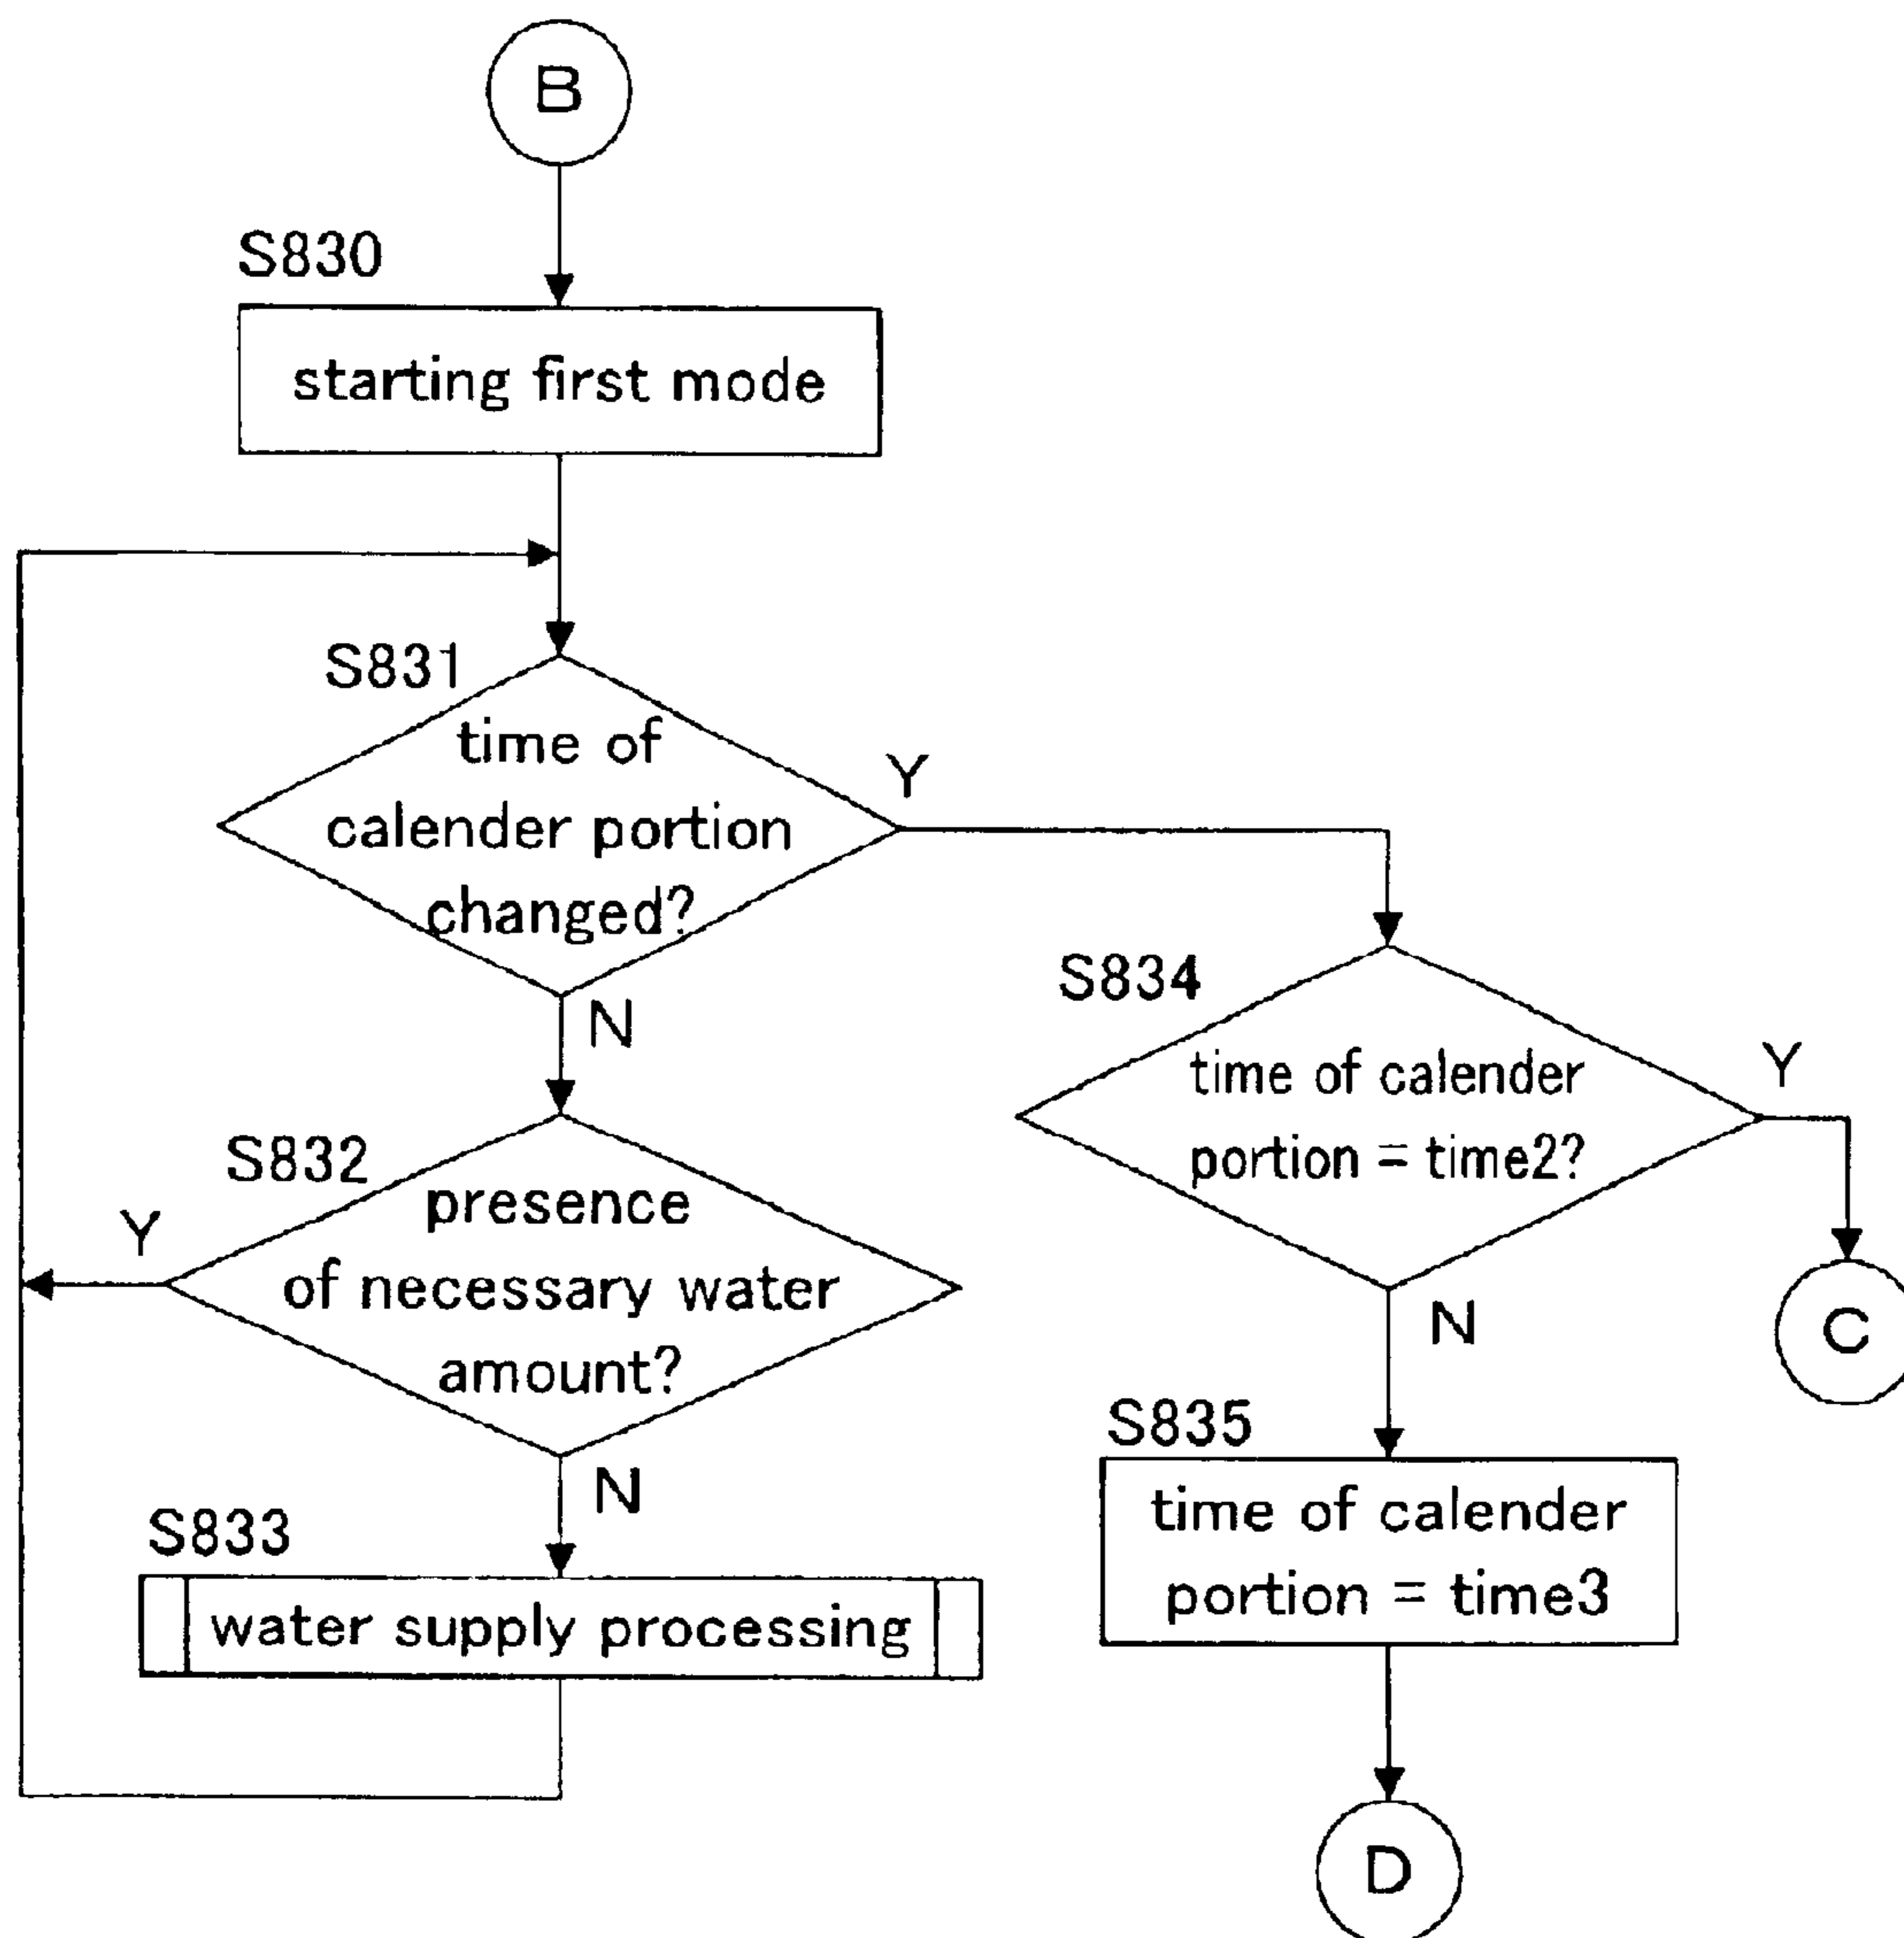 B
S830
starting first mode
S831
time of
calender portion
changed?
Y
N
S832
presence
of necessary water
amount?
Y
N
S833
water supply processing
S834
time of calender
portion = time2?
Y
C
N
S835
time of calender
portion = time3
D